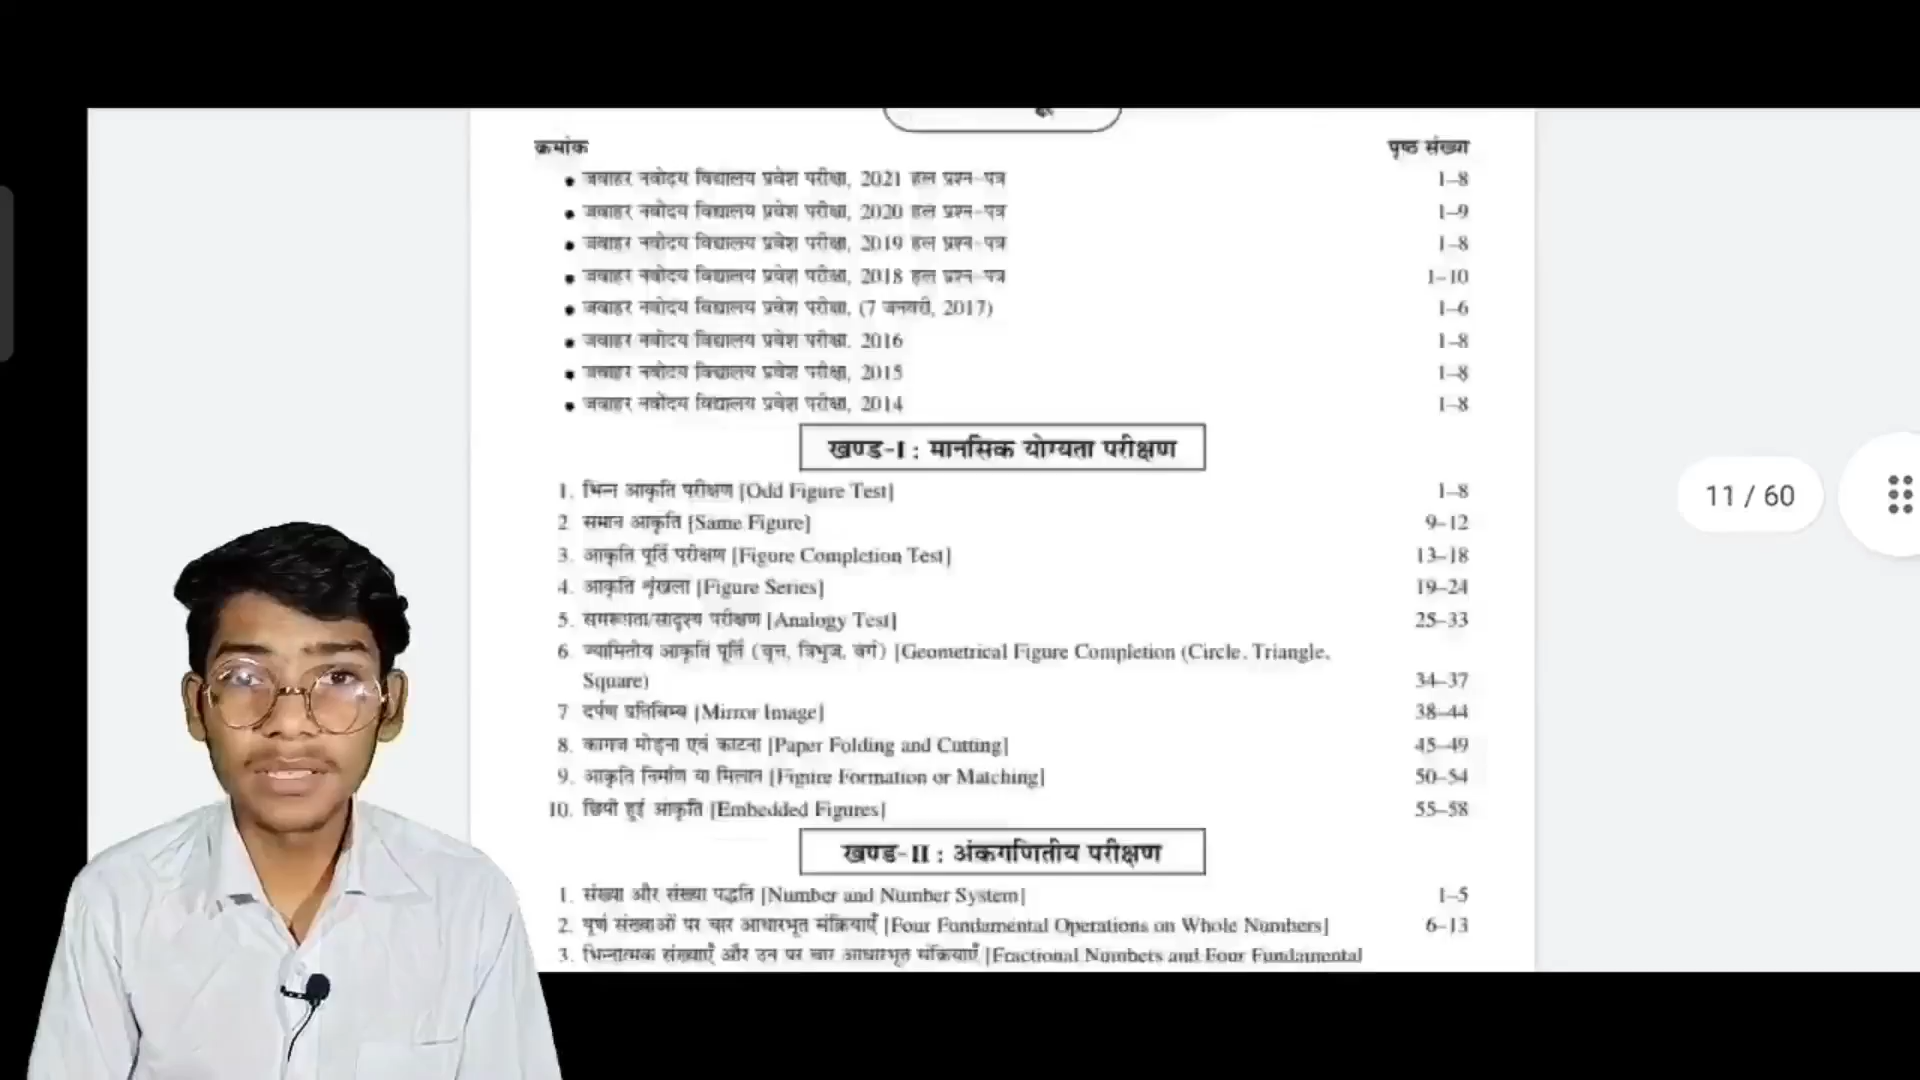 क्रमांक पृष्ठ संख्या
• जवाहर नवोदय विद्यालय प्रवेश परीक्षा, 2021 हल प्रश्न-पत्र 1–8
• जवाहर नवोदय विद्यालय प्रवेश परीक्षा, 2020 हल प्रश्न-पत्र 1–9
• जवाहर नवोदय विद्यालय प्रवेश परीक्षा, 2019 हल प्रश्न-पत्र 1–8
• जवाहर नवोदय विद्यालय प्रवेश परीक्षा, 2018 हल प्रश्न-पत्र 1–10
• जवाहर नवोदय विद्यालय प्रवेश परीक्षा, (7 जनवरी, 2017) 1–6
• जवाहर नवोदय विद्यालय प्रवेश परीक्षा, 2016 1–8
• जवाहर नवोदय विद्यालय प्रवेश परीक्षा, 2015 1–8
• जवाहर नवोदय विद्यालय प्रवेश परीक्षा, 2014 1–8
खण्ड-I : मानसिक योग्यता परीक्षण
1. भिन्न आकृति परीक्षण [Odd Figure Test] 1–8
2. समान आकृति [Same Figure] 9–12
3. आकृति पूर्ति परीक्षण [Figure Completion Test] 13–18
4. आकृति शृंखला [Figure Series] 19–24
5. समरूपता/सादृश्य परीक्षण [Analogy Test] 25–33
6. ज्यामितीय आकृति पूर्ति (वृत्त, त्रिभुज, वर्ग) [Geometrical Figure Completion (Circle, Triangle,
Square) 34–37
7. दर्पण प्रतिबिम्ब [Mirror Image] 38–44
8. कागज मोड़ना एवं काटना [Paper Folding and Cutting] 45–49
9. आकृति निर्माण या मिलान [Figure Formation or Matching] 50–54
10. छिपी हुई आकृति [Embedded Figures] 55–58
खण्ड-II : अंकगणितीय परीक्षण
1. संख्या और संख्या पद्धति [Number and Number System] 1–5
2. पूर्ण संख्याओं पर चार आधारभूत संक्रियाएँ [Four Fundamental Operations on Whole Numbers] 6–13
3. भिन्नात्मक संख्याएँ और उन पर चार आधारभूत संक्रियाएँ [Fractional Numbers and Four Fundamental
11 / 60